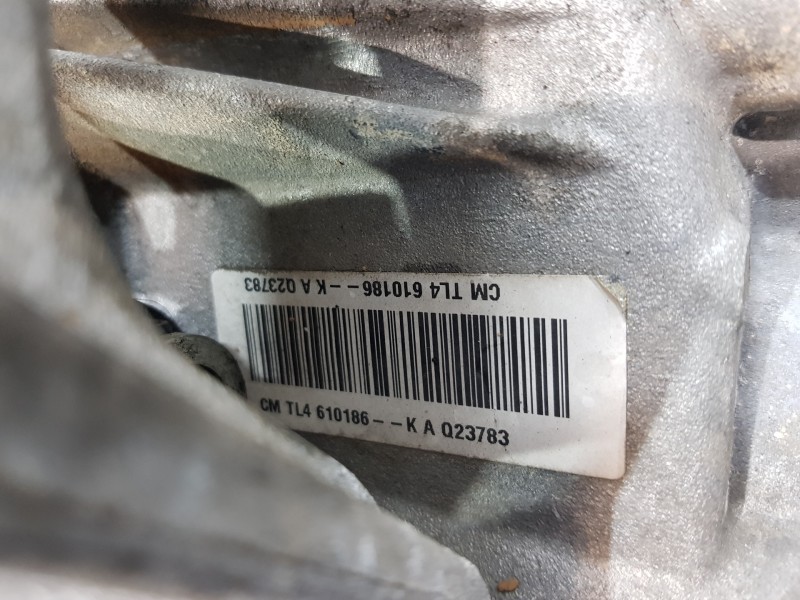 CM TL4 610186 - K A Q23783
CM TL4 610186 - - K A Q23783